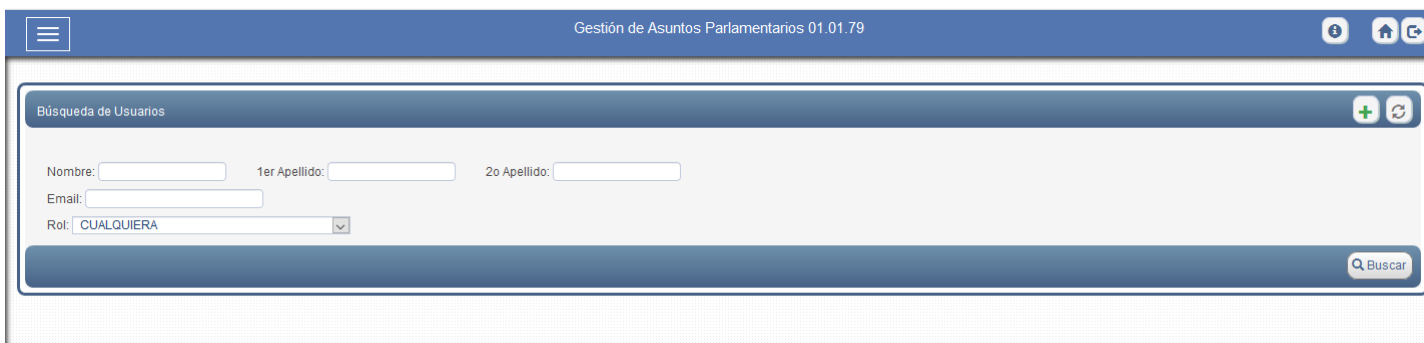 Gestión de Asuntos Parlamentarios 01.01.79
Búsqueda de Usuarios
Nombre: 1er Apellido: 2o Apellido:
Email:
Rol: CUALQUIERA
Buscar